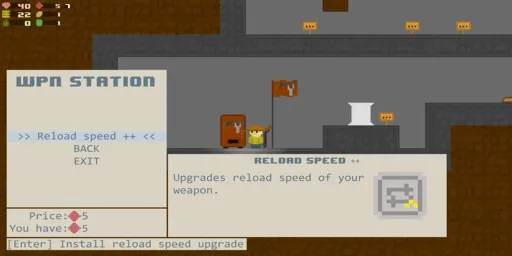 40 57
22 1
0 1
WPN STATION
>> Reload speed ++ <<
BACK
EXIT
RELOAD SPEED ++
Upgrades reload speed of your
weapon.
Price: 5
You have: 5
[Enter] Install reload speed upgrade